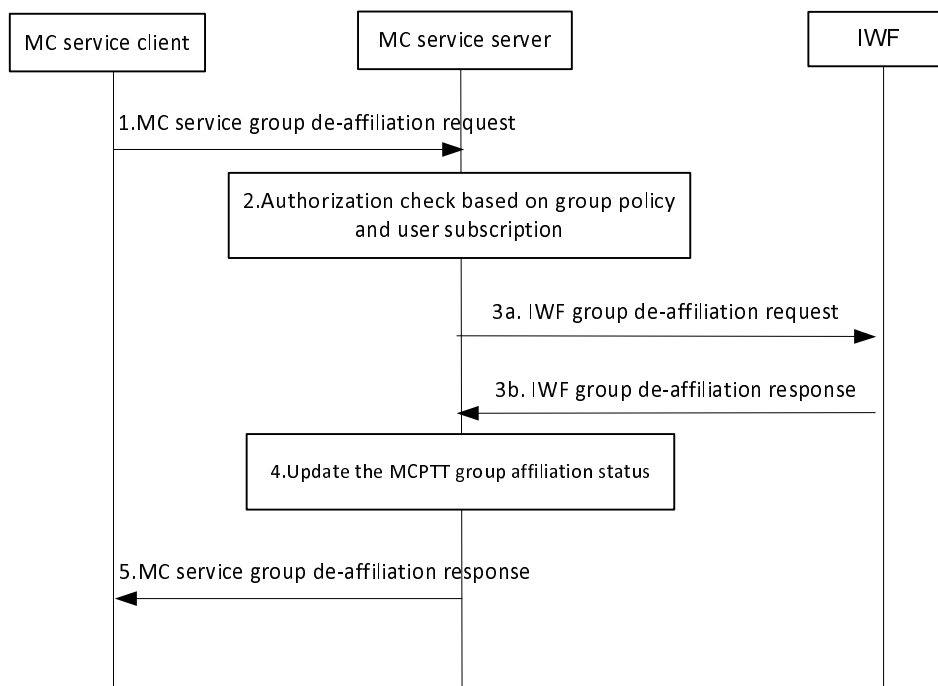 MC service client
MC service server
IWF
1.MC service group de-affiliation request
2.Authorization check based on group policy
and user subscription
3a. IWF group de-affiliation request
3b. IWF group de-affiliation response
4.Update the MCPTT group affiliation status
5.MC service group de-affiliation response